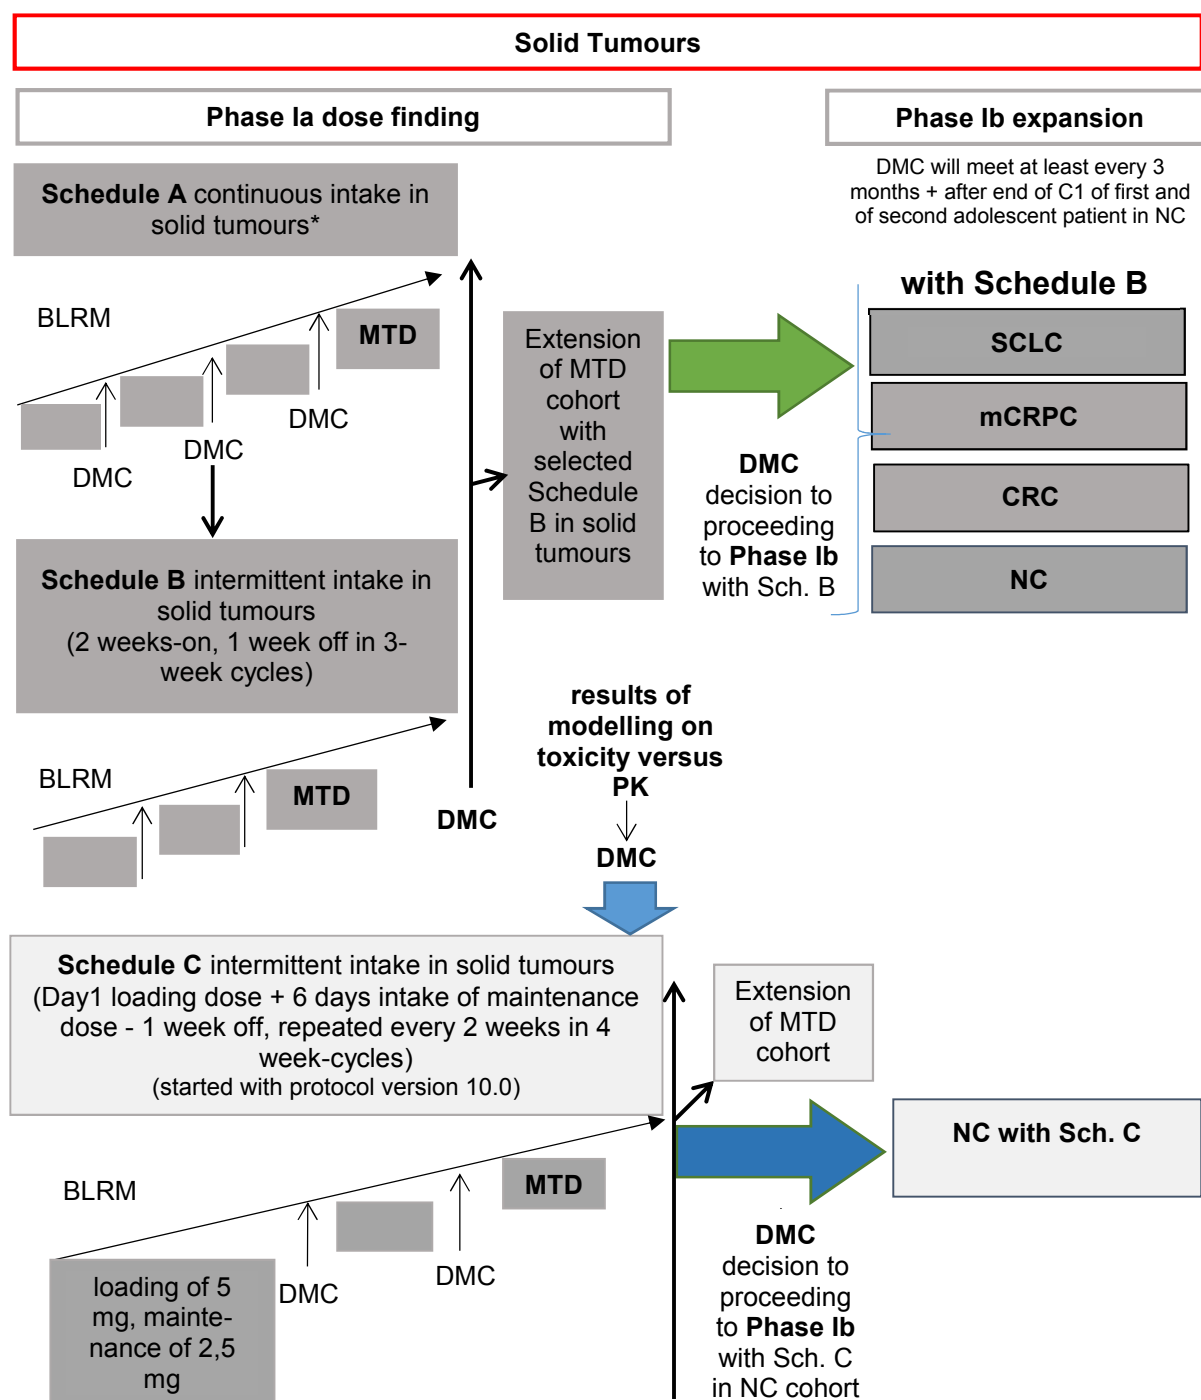 Solid Tumours
Phase Ia dose finding
Phase Ib expansion
DMC will meet at least every 3
months + after end of C1 of first and
of second adolescent patient in NC
Schedule A continuous intake in
solid tumours*
BLRM
MTD
DMC
DMC
DMC
Extension
of MTD
cohort
with
selected
Schedule
B in solid
tumours
with Schedule B
SCLC
mCRPC
CRC
NC
DMC
decision to
proceeding
to Phase Ib
with Sch. B
Schedule B intermittent intake in
solid tumours
(2 weeks-on, 1 week off in 3-
week cycles)
BLRM
MTD
DMC
results of
modelling on
toxicity versus
PK
DMC
Schedule C intermittent intake in solid tumours
(Day1 loading dose + 6 days intake of maintenance
dose - 1 week off, repeated every 2 weeks in 4
week-cycles)
(started with protocol version 10.0)
Extension
of MTD
cohort
NC with Sch. C
BLRM
MTD
DMC
DMC
loading of 5
mg, mainte-
nance of 2,5
mg
DMC
decision to
proceeding
to Phase Ib
with Sch. C
in NC cohort